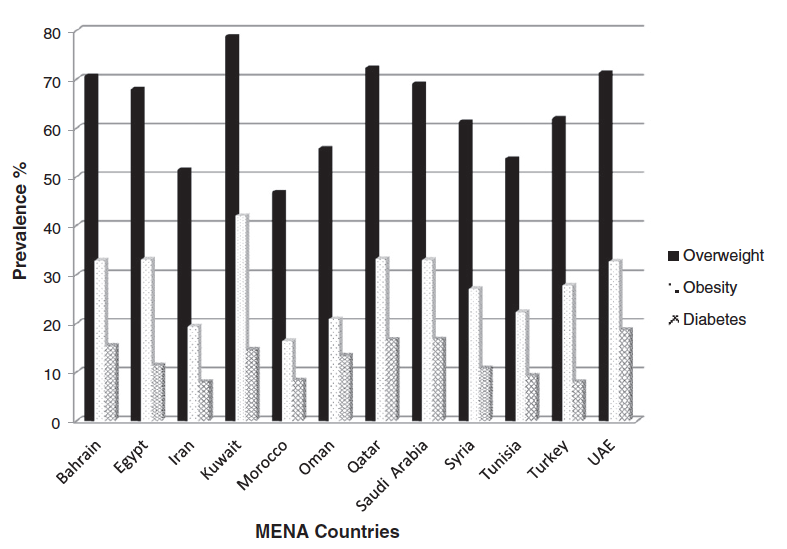 80
70
60
50
40
30
20
10
0
Prevalence %
Bahrain
Egypt
Iran
Kuwait
Morocco
Oman
Qatar
Saudi Arabia
Syria
Tunisia
Turkey
UAE
MENA Countries
Overweight
Obesity
Diabetes